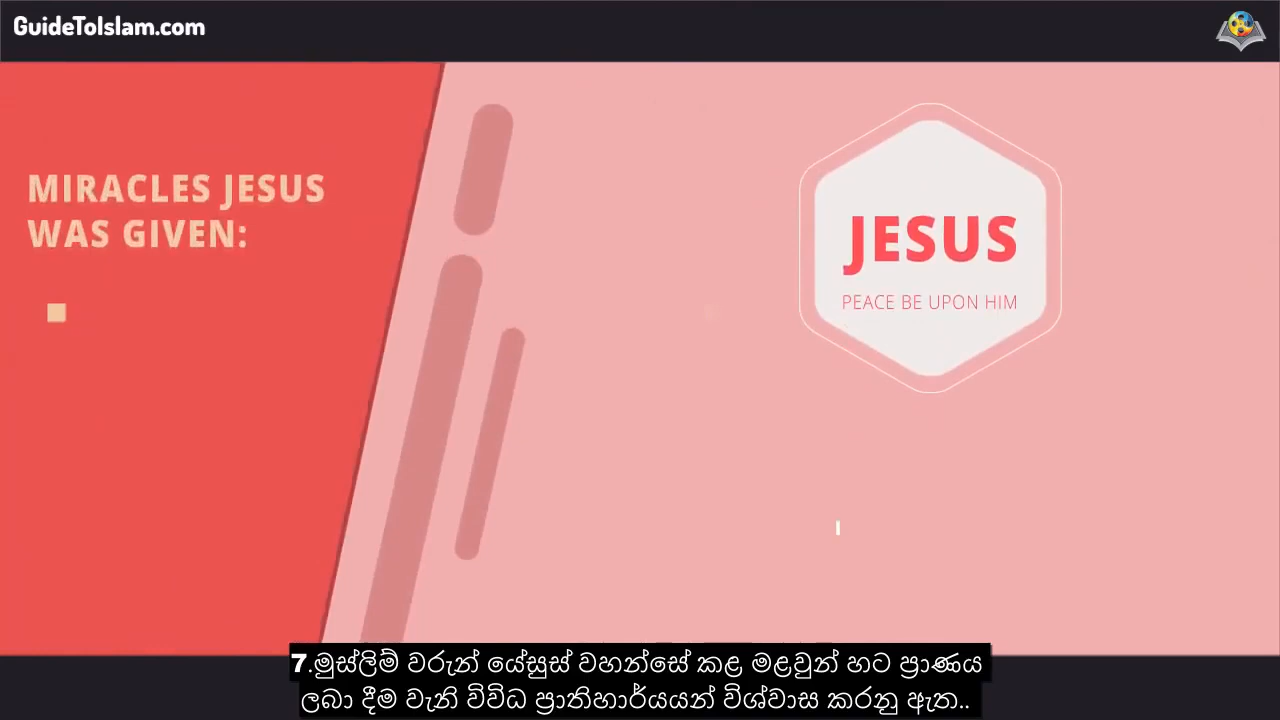 GuideToIslam.com
MIRACLES JESUS
WAS GIVEN:
JESUS
PEACE BE UPON HIM
7.මුස්ලිම් වරුන් යේසුස් වහන්සේ කළ මළවුන් හට ප්‍රාණය
ලබා දීම වැනි විවිධ ප්‍රාතිහාර්යයන් විශ්වාස කරනු ඇත..